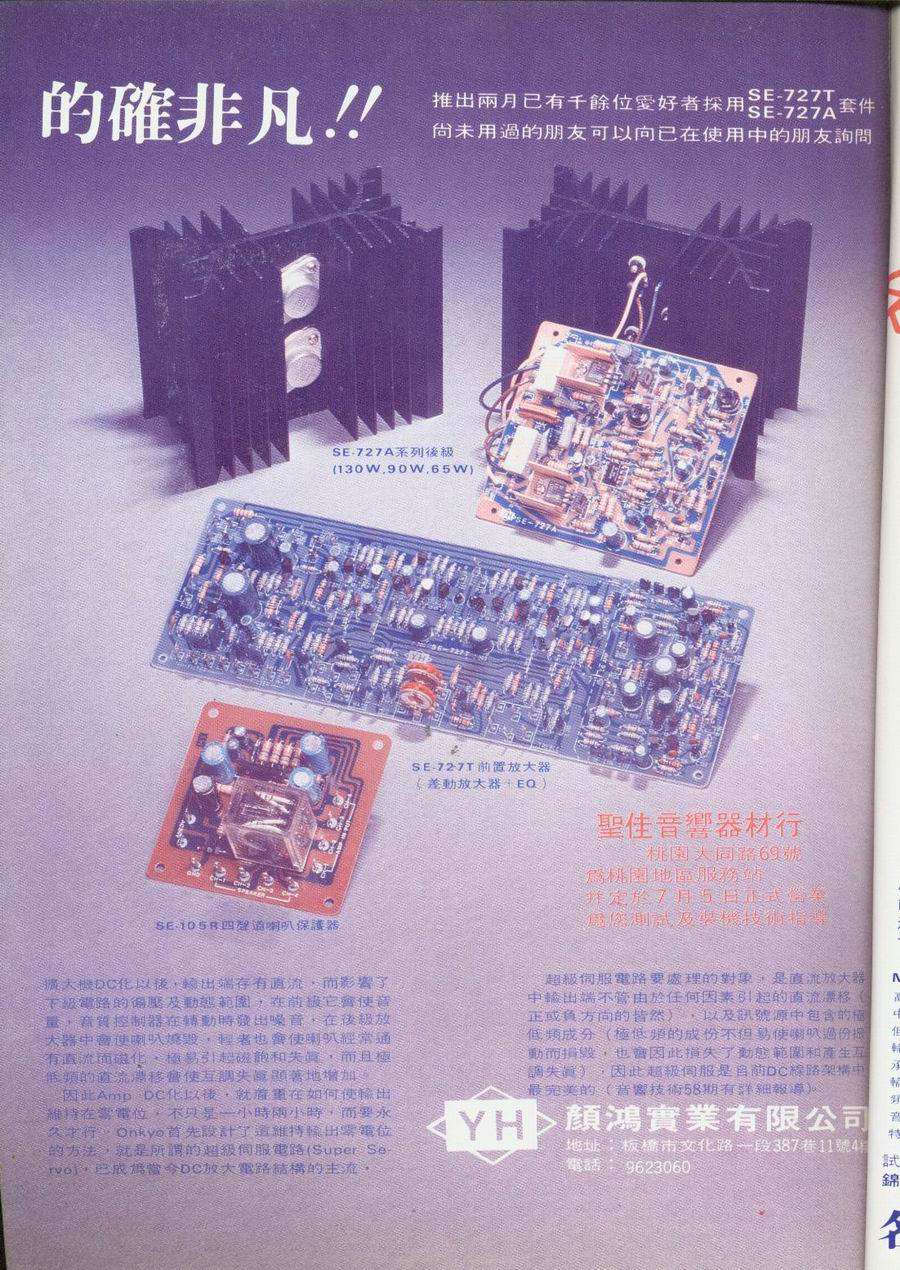 的確非凡!!
推出兩月已有千餘位愛好者採用SE-727T
SE-727A套件
尚未用過的朋友可以向已在使用中的朋友詢問
SE-727A系列後級
(130W,90W,65W)
SE-727A
SE-727T
SE-727T前置放大器
(差動放大器+EQ)
SPEAKER
SE-105R四聲道喇叭保護器
聖佳音響器材行
桃園大同路69號
為桃園地區服務站
并定於7月5日正式營業
為您測試及裝機技術指導
擴大機DC化以後,輸出端存有直流,而影響了
下級電路的偏壓及動態範圍,在前級它會使音
量,音質控制器在轉動時發出噪音,在後級放
大器中會使喇叭燒毀,輕者也會使喇叭經常通
有直流而磁化,極易引起磁飽和失真,而且極
低頻的直流漂移會使互調失真顯著地增加。
因此Amp DC化以後,就着重在如何使輸出
維持在零電位,不只是一小時兩小時,而要永
久才行,Onkyo首先設計了這維持輸出零電位
的方法,就是所謂的超級伺服電路(Super Se-
rvo),已成為當今DC放大電路結構的主流,
超級伺服電路要處理的對象,是直流放大器
中輸出端不管由於任何因素引起的直流漂移(
正或負方向的皆然),以及訊號源中包含的極
低頻成分(極低頻的成份不但易使喇叭過份振
動而損毀,也會因此損失了動態範圍和產生互
調失真),因此超級伺服是目前DC線路架構中
最完美的(音響技術58期有詳細報導)。
YH
顏鴻實業有限公司
地址:板橋市文化路一段387巷11號4
電話:9623060
試
錦